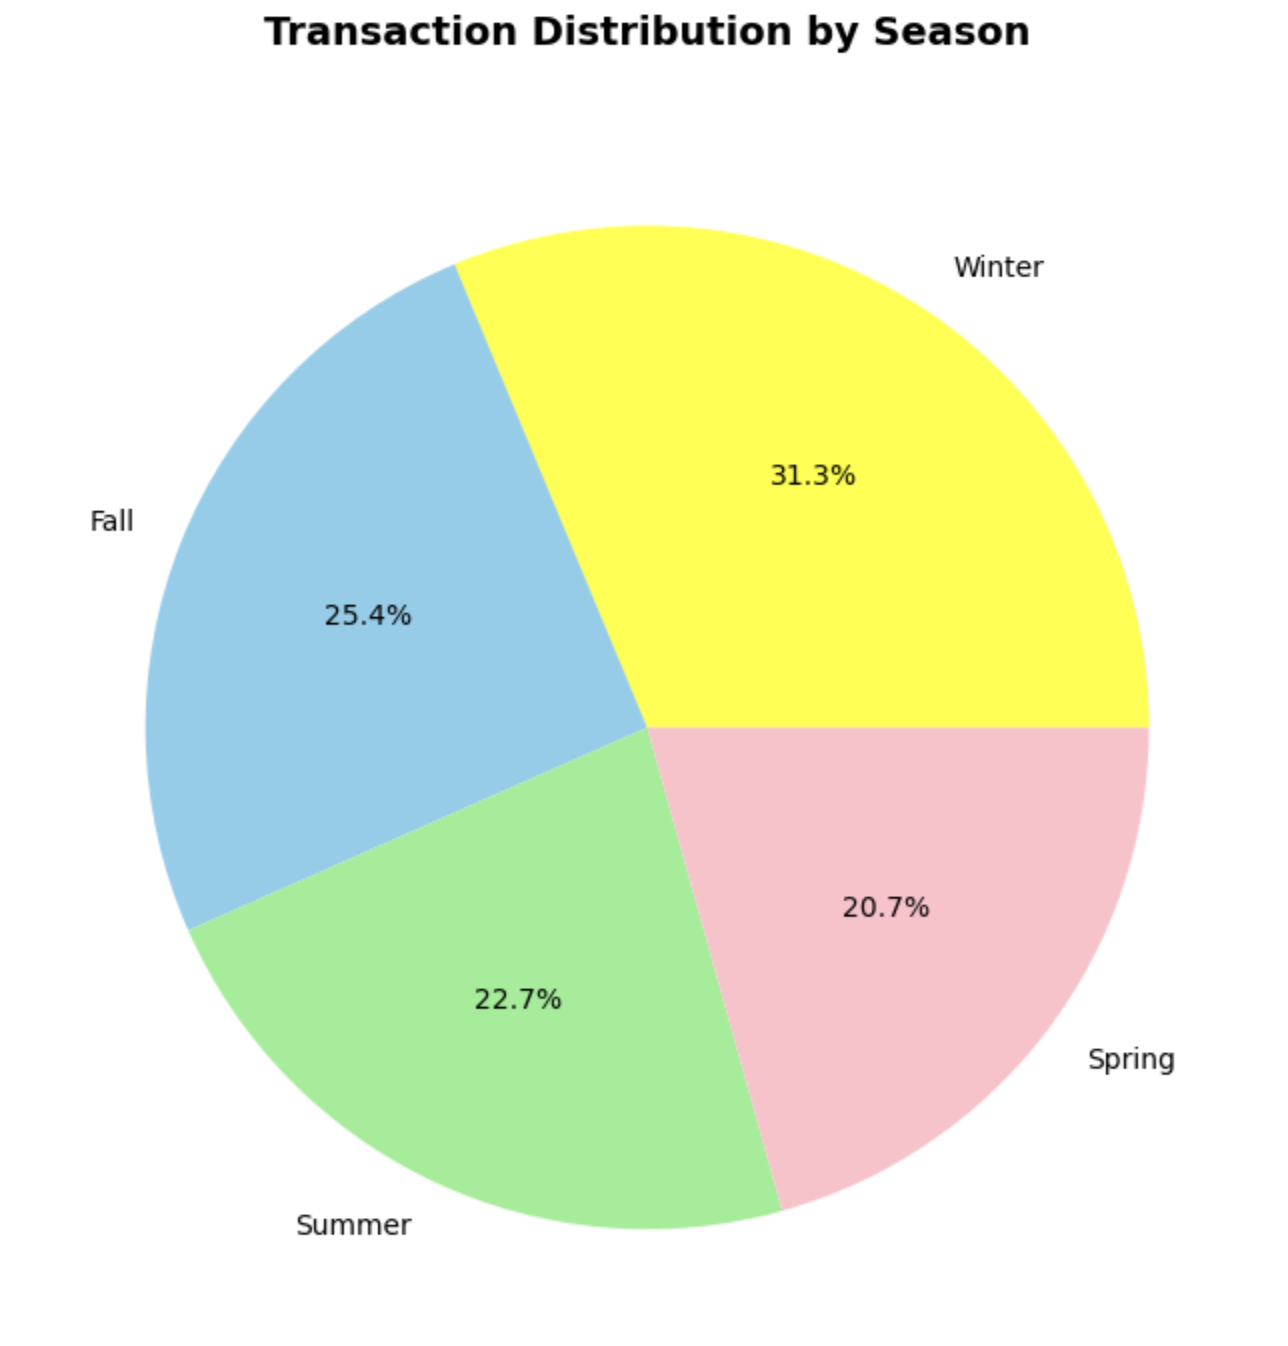 Transaction Distribution by Season
Winter
31.3%
Fall
25.4%
20.7%
22.7%
Spring
Summer